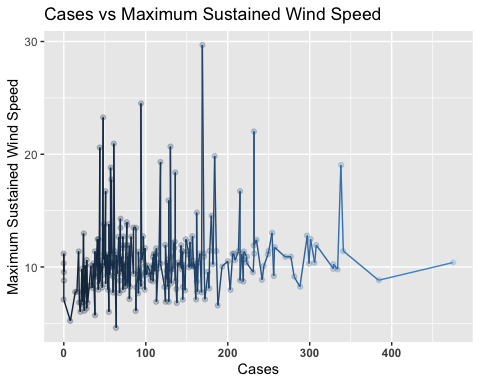 Cases vs Maximum Sustained Wind Speed
Maximum Sustained Wind Speed
30
20
10
0 100 200 300 400
Cases